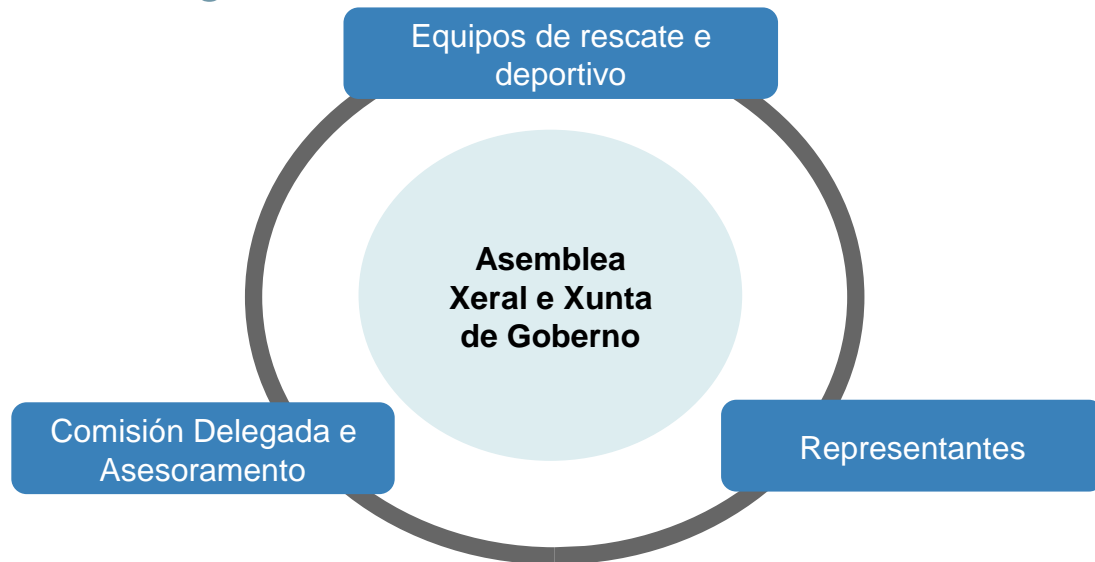 Equipos de rescate e
deportivo
Asemblea
Xeral e Xunta
de Goberno
Comisión Delegada e
Asesoramento
Representantes